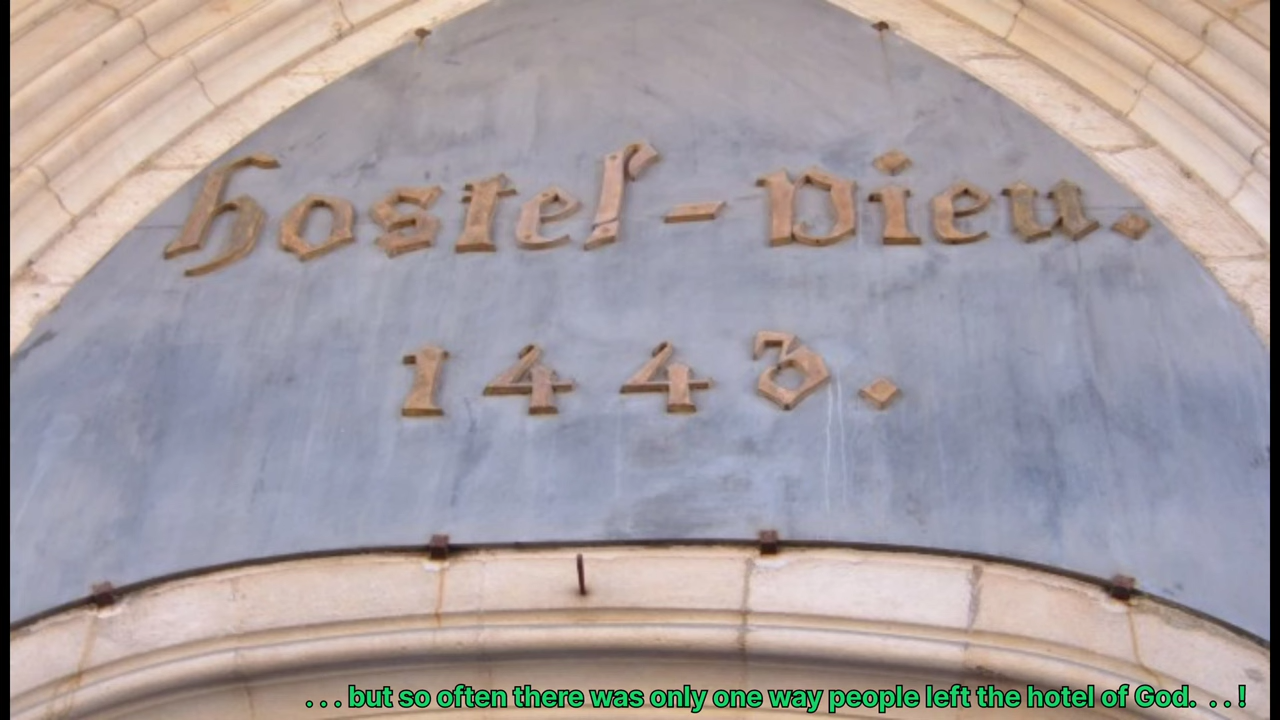 hostel-Dieu.
1443.
. . . but so often there was only one way people left the hotel of God. . . !